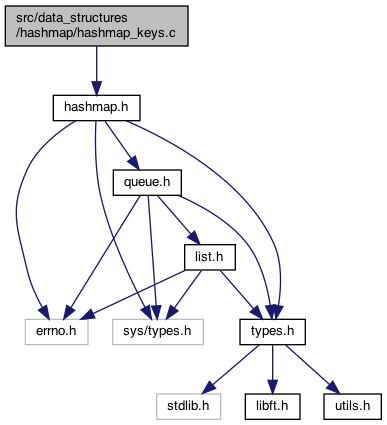 src/data_structures
/hashmap/hashmap_keys.c
hashmap.h
queue.h
list.h
errno.h
sys/types.h
types.h
stdlib.h
libft.h
utils.h